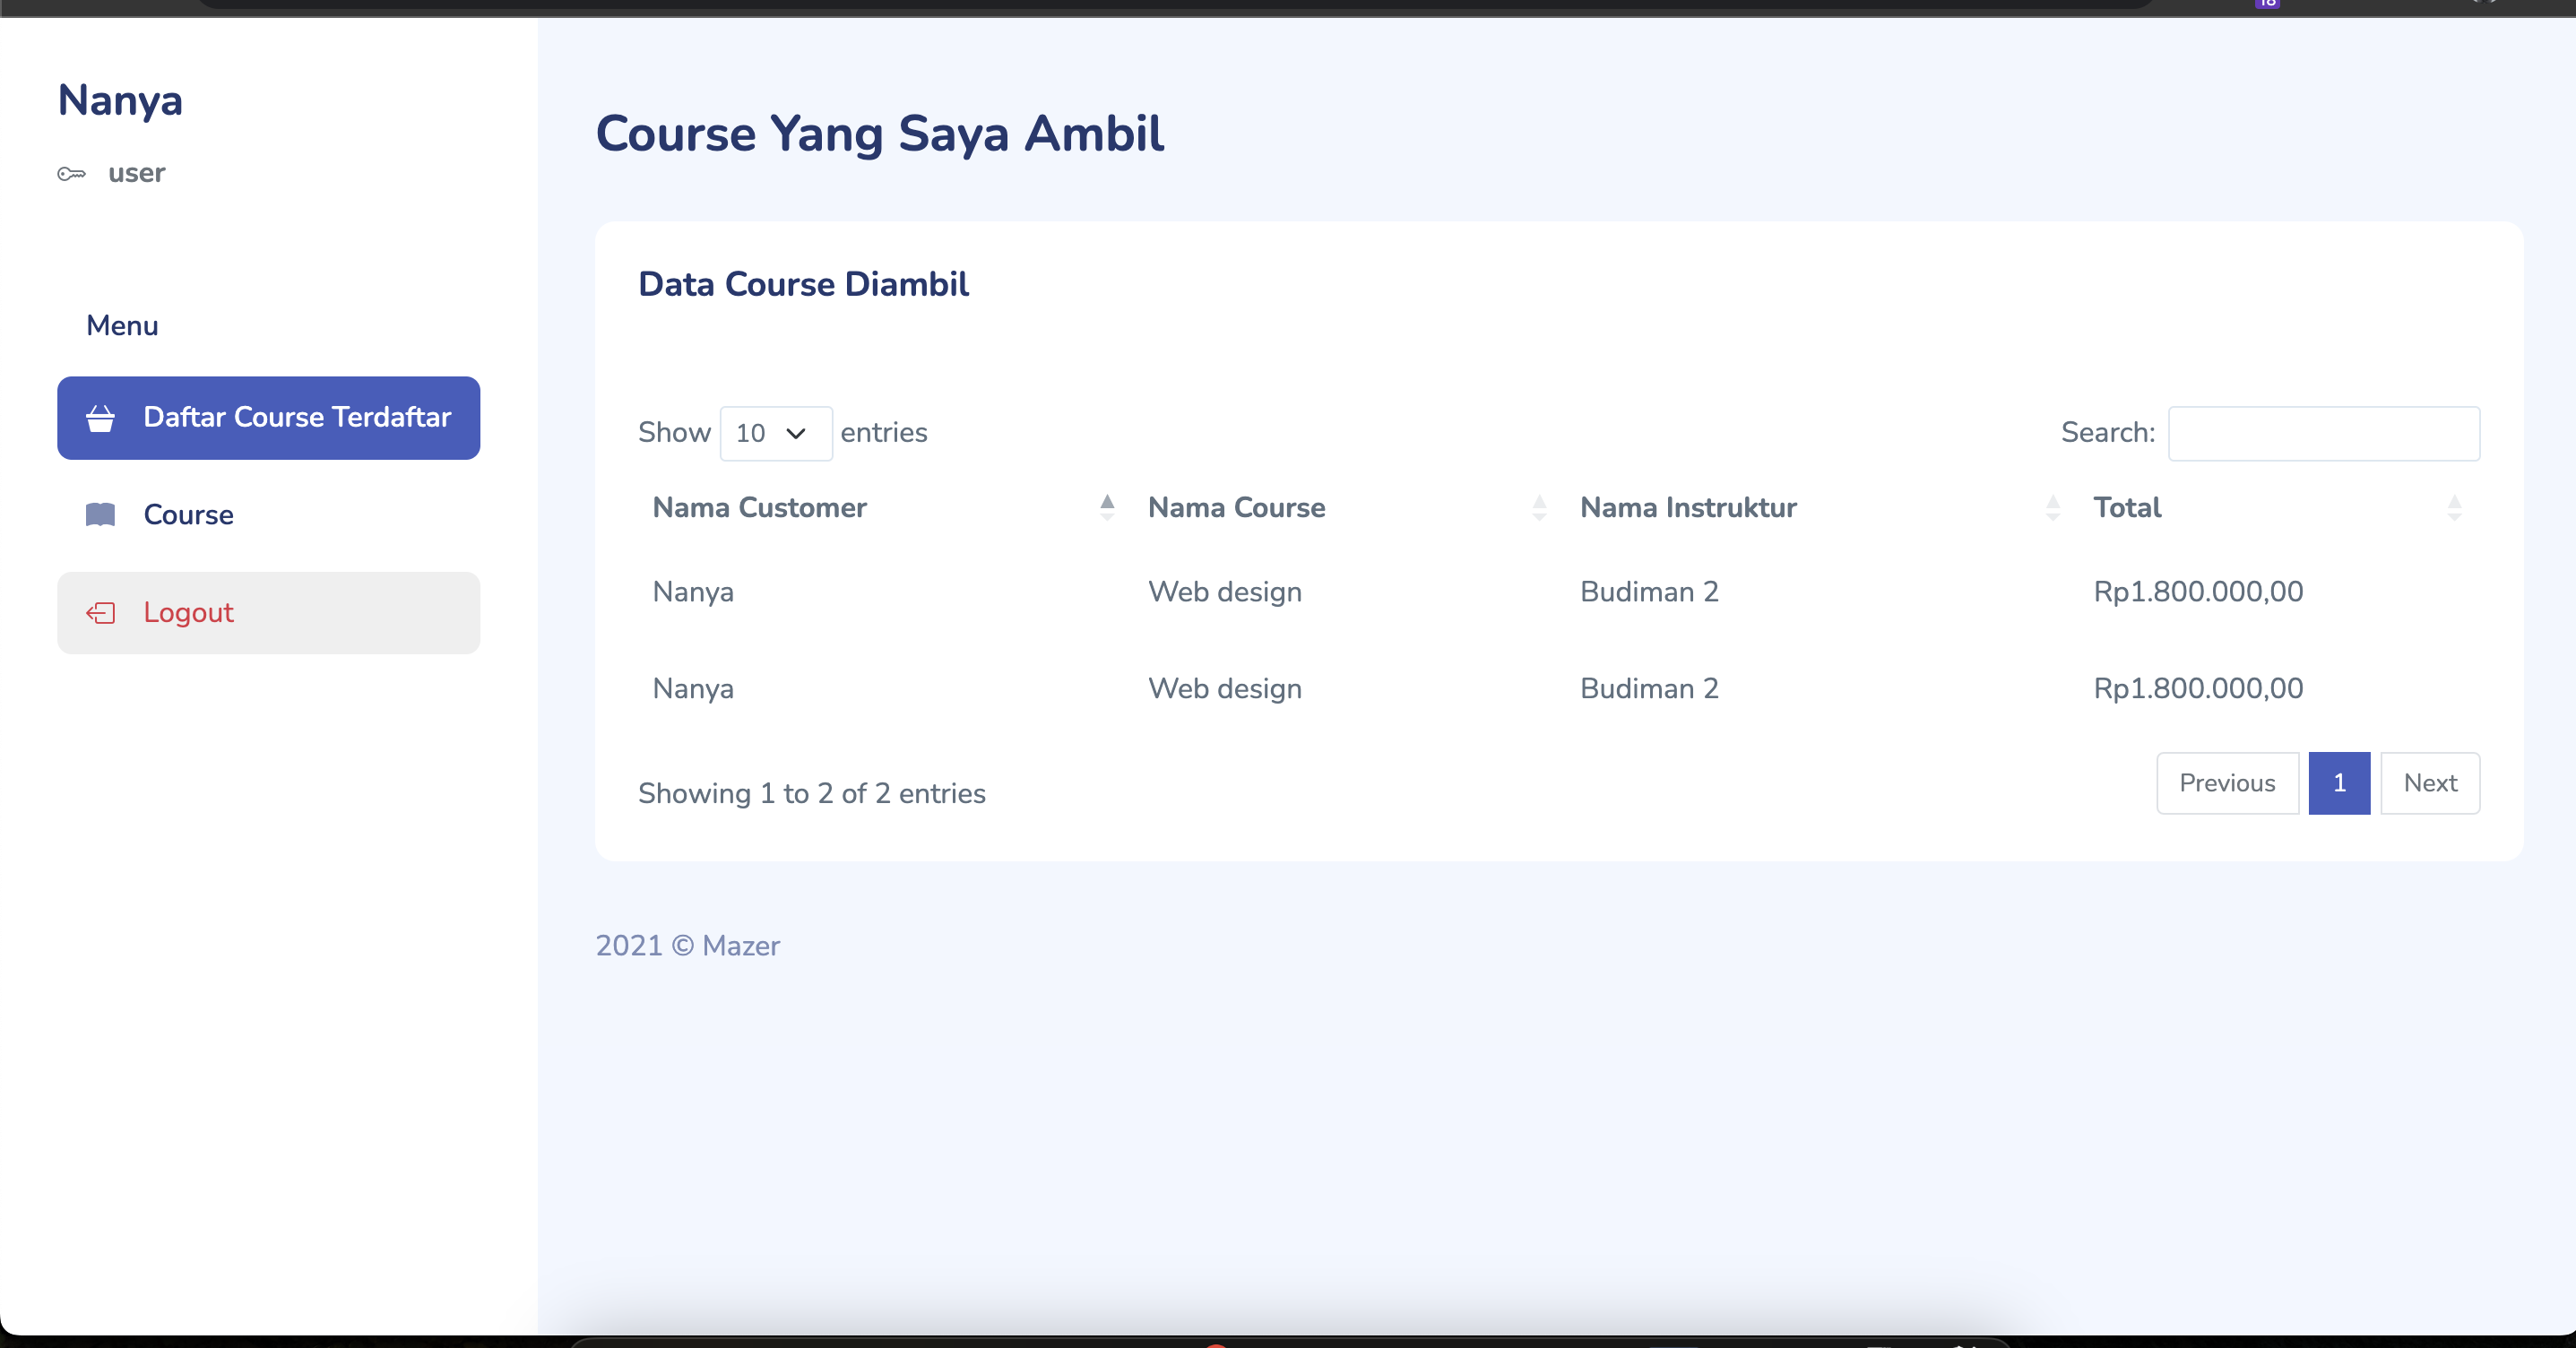 Nanya
user
Menu
Daftar Course Terdaftar
Course
Logout
Course Yang Saya Ambil
Data Course Diambil
Show 10 entries
Search:
Nama Customer Nama Course Nama Instruktur Total
Nanya Web design Budiman 2 Rp1.800.000,00
Nanya Web design Budiman 2 Rp1.800.000,00
Showing 1 to 2 of 2 entries
Previous 1 Next
2021 © Mazer